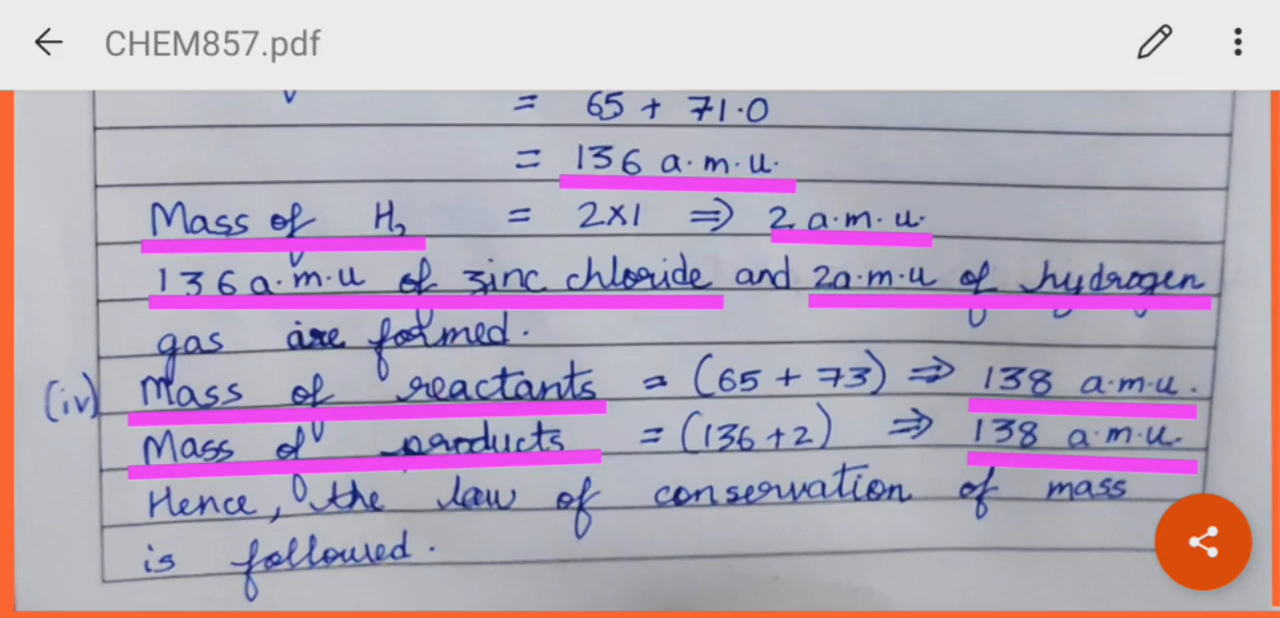 CHEM857.pdf
= 65 + 71.0
= 136 a.m.u.
Mass of H₂ = 2×1 ⇒ 2 a.m.u.
136 a.m.u of zinc chloride and 2a.m.u of hydrogen
gas are formed.
(iv) Mass of reactants = (65 + 73) ⇒ 138 a.m.u.
Mass of products = (136+2) ⇒ 138 a.m.u.
Hence, the law of conservation of mass
is followed.